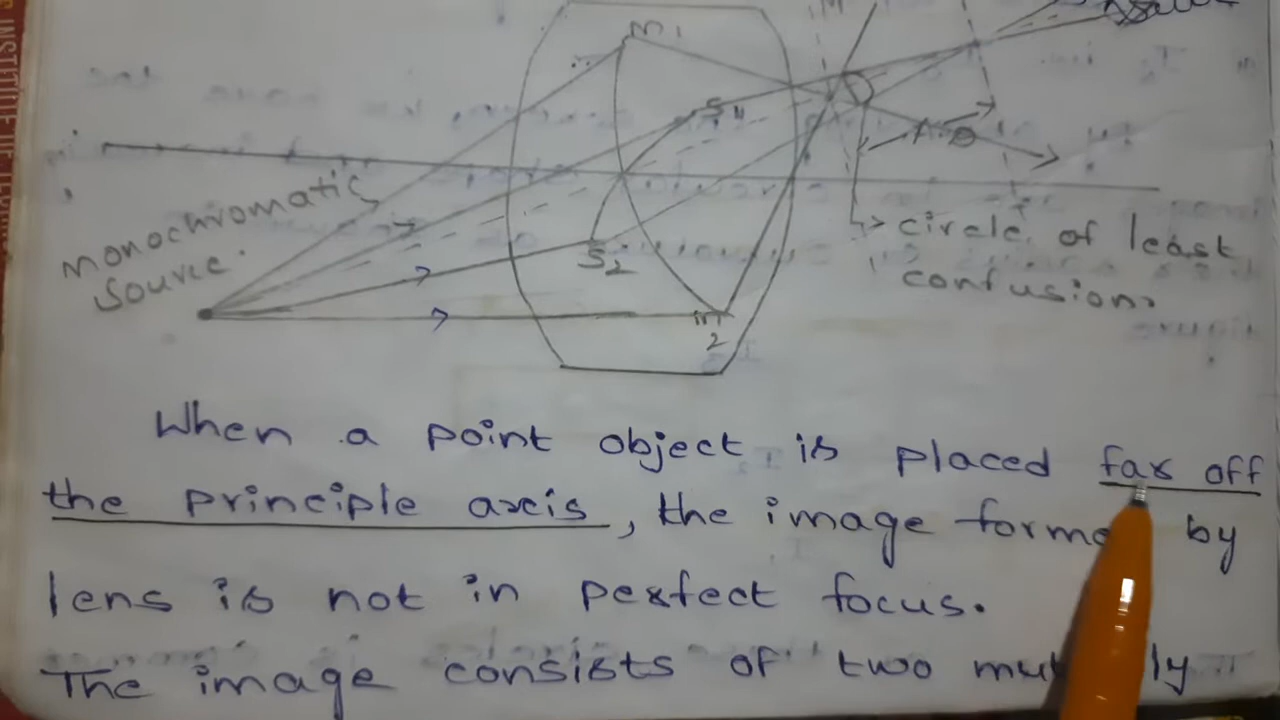 M1
S1
monochromatic
source.
S2
m2
A.D
→ circle of least
confusion.
When a point object is placed far off
the principle axis, the image forme by
lens is not in perfect focus.
The image consists of two mut ly